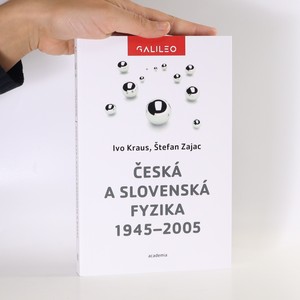 GALILEO
Ivo Kraus, Štefan Zajac
ČESKÁ
A SLOVENSKÁ
FYZIKA
1945–2005
academia